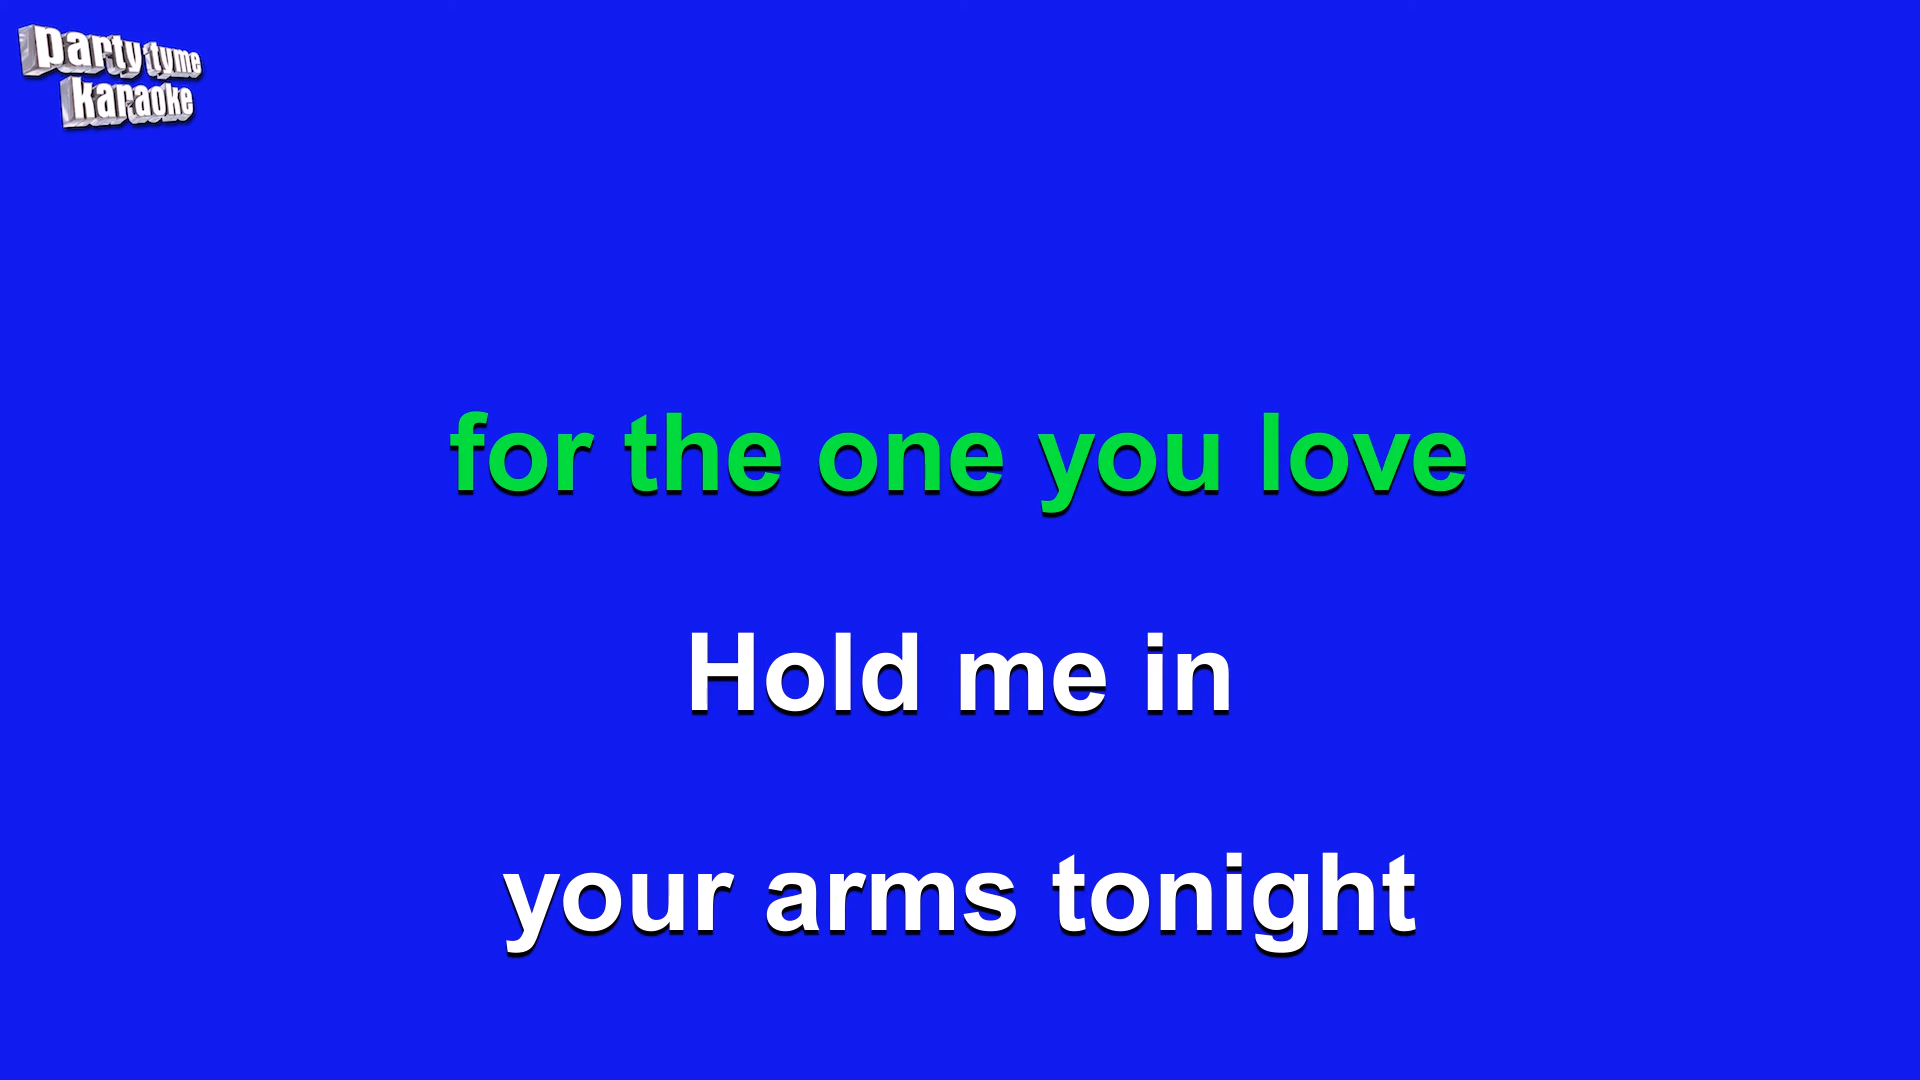 party tyme
karaoke
for the one you love
Hold me in
your arms tonight